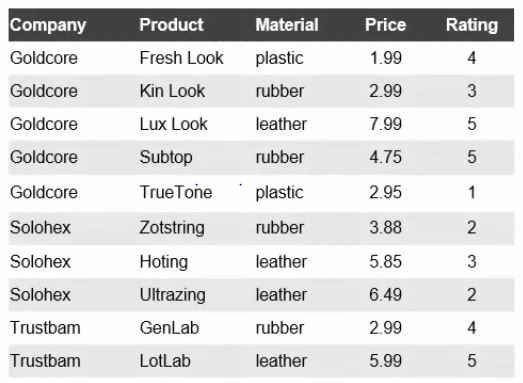 Company Product Material Price Rating
Goldcore Fresh Look plastic 1.99 4
Goldcore Kin Look rubber 2.99 3
Goldcore Lux Look leather 7.99 5
Goldcore Subtop rubber 4.75 5
Goldcore TrueTone plastic 2.95 1
Solohex Zotstring rubber 3.88 2
Solohex Hoting leather 5.85 3
Solohex Ultrazing leather 6.49 2
Trustbam GenLab rubber 2.99 4
Trustbam LotLab leather 5.99 5